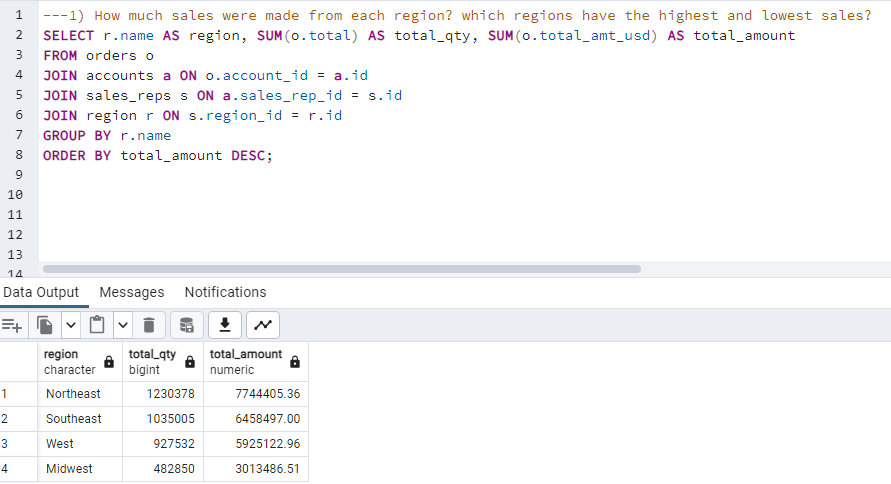 1 ---1) How much sales were made from each region? which regions have the highest and lowest sales?
2 SELECT r.name AS region, SUM(o.total) AS total_qty, SUM(o.total_amt_usd) AS total_amount
3 FROM orders o
4 JOIN accounts a ON o.account_id = a.id
5 JOIN sales_reps s ON a.sales_rep_id = s.id
6 JOIN region r ON s.region_id = r.id
7 GROUP BY r.name
8 ORDER BY total_amount DESC;
9
10
11
12
13
14
Data Output Messages Notifications
region total_qty total_amount
character bigint numeric
1 Northeast 1230378 7744405.36
2 Southeast 1035005 6458497.00
3 West 927532 5925122.96
4 Midwest 482850 3013486.51